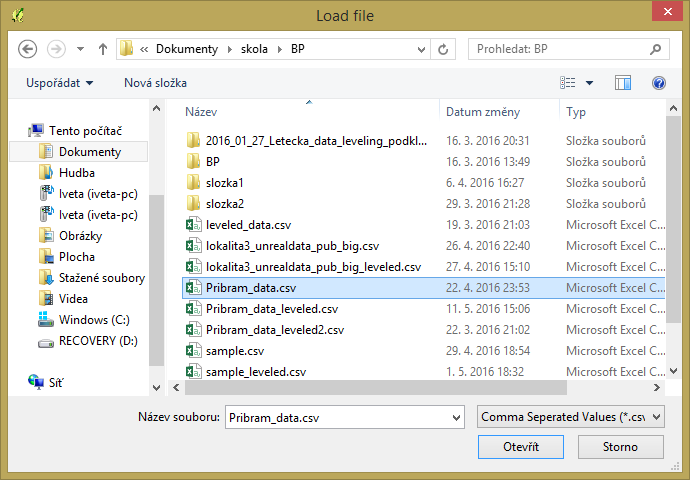 Load file
Dokumenty skola BP
Prohledat: BP
Uspořádat Nová složka
Název Datum změny Typ
Tento počítač
Dokumenty
Hudba
Iveta (iveta-pc)
Iveta (iveta-pc)
Obrázky
Plocha
Stažené soubory
Videa
Windows (C:)
RECOVERY (D:)
Síť
2016_01_27_Letecka_data_leveling_podkl... 16. 3. 2016 20:31 Složka souborů
BP 16. 3. 2016 13:49 Složka souborů
slozka1 6. 4. 2016 16:27 Složka souborů
slozka2 29. 3. 2016 21:28 Složka souborů
leveled_data.csv 19. 3. 2016 21:03 Microsoft Excel C...
lokalita3_unrealdata_pub_big.csv 26. 4. 2016 22:40 Microsoft Excel C...
lokalita3_unrealdata_pub_big_leveled.csv 27. 4. 2016 15:10 Microsoft Excel C...
Pribram_data.csv 22. 4. 2016 23:53 Microsoft Excel C...
Pribram_data_leveled.csv 11. 5. 2016 15:06 Microsoft Excel C...
Pribram_data_leveled2.csv 22. 3. 2016 21:02 Microsoft Excel C...
sample.csv 29. 4. 2016 18:54 Microsoft Excel C...
sample_leveled.csv 1. 5. 2016 18:32 Microsoft Excel C...
Název souboru: Pribram_data.csv
Comma Seperated Values (*.csv
Otevřít Storno